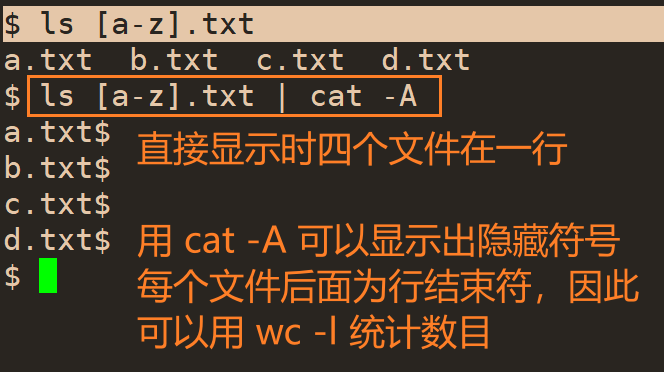 $ ls [a-z].txt
a.txt  b.txt  c.txt  d.txt
$ ls [a-z].txt | cat -A
a.txt$
直接显示时四个文件在一行
b.txt$
c.txt$
d.txt$
用 cat -A 可以显示出隐藏符号
$
每个文件后面为行结束符，因此
可以用 wc -l 统计数目